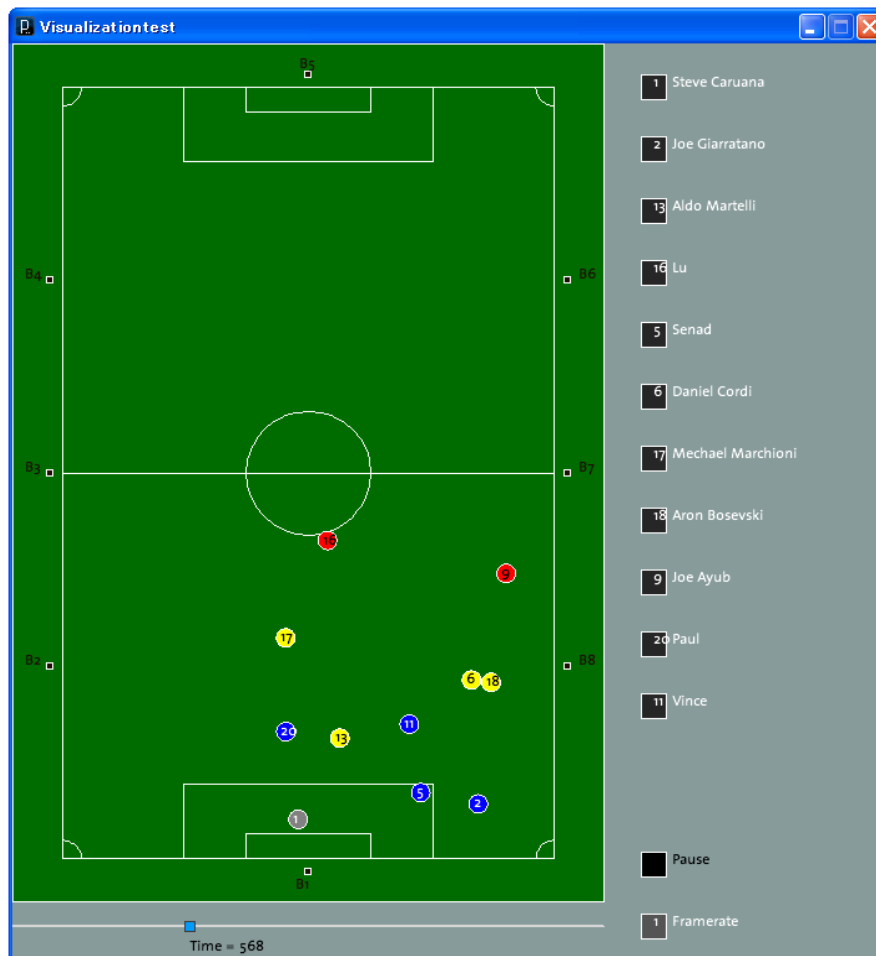 Visualizationtest
B5
B4
B6
B3
B7
16
9
17
B2
B8
6
18
11
20
13
5
2
1
B1
Time = 568
1 Steve Caruana
2 Joe Giarratano
13 Aldo Martelli
16 Lu
5 Senad
6 Daniel Cordi
17 Mechael Marchioni
18 Aron Bosevski
9 Joe Ayub
20 Paul
11 Vince
Pause
1 Framerate